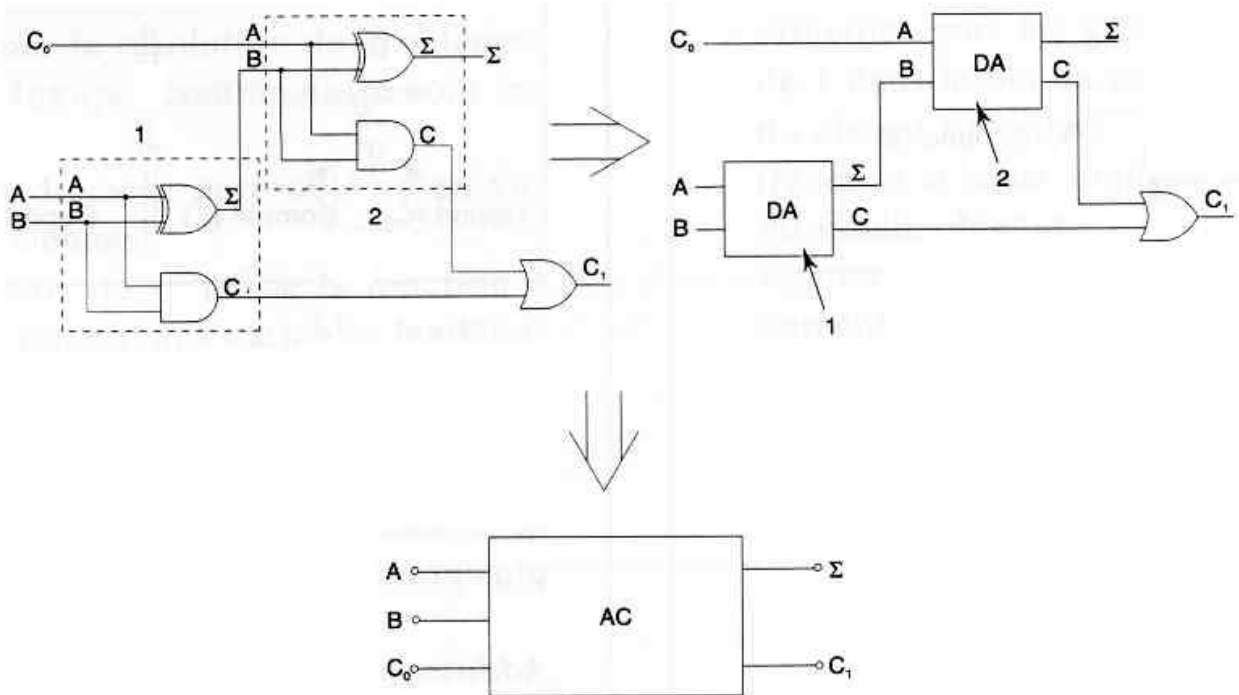 C₀ A Σ Σ
B
C
1
2
A A Σ
B B
C
C₁
C₀ A DA Σ
B C
2
A DA Σ
B C
C₁
1
A Σ
B AC
C₀ C₁